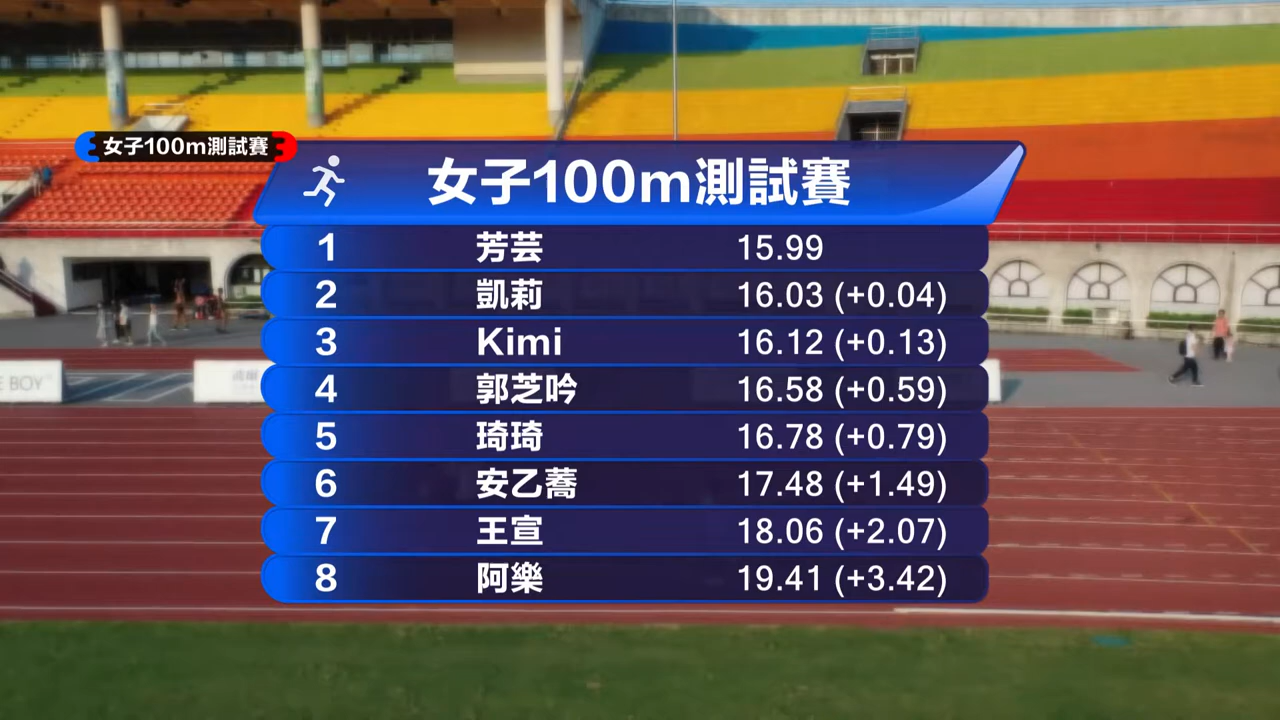 女子100m測試賽
女子100m測試賽
1 芳芸 15.99
2 凱莉 16.03 (+0.04)
3 Kimi 16.12 (+0.13)
4 郭芝吟 16.58 (+0.59)
5 琦琦 16.78 (+0.79)
6 安乙蕎 17.48 (+1.49)
7 王宣 18.06 (+2.07)
8 阿樂 19.41 (+3.42)
E BOY